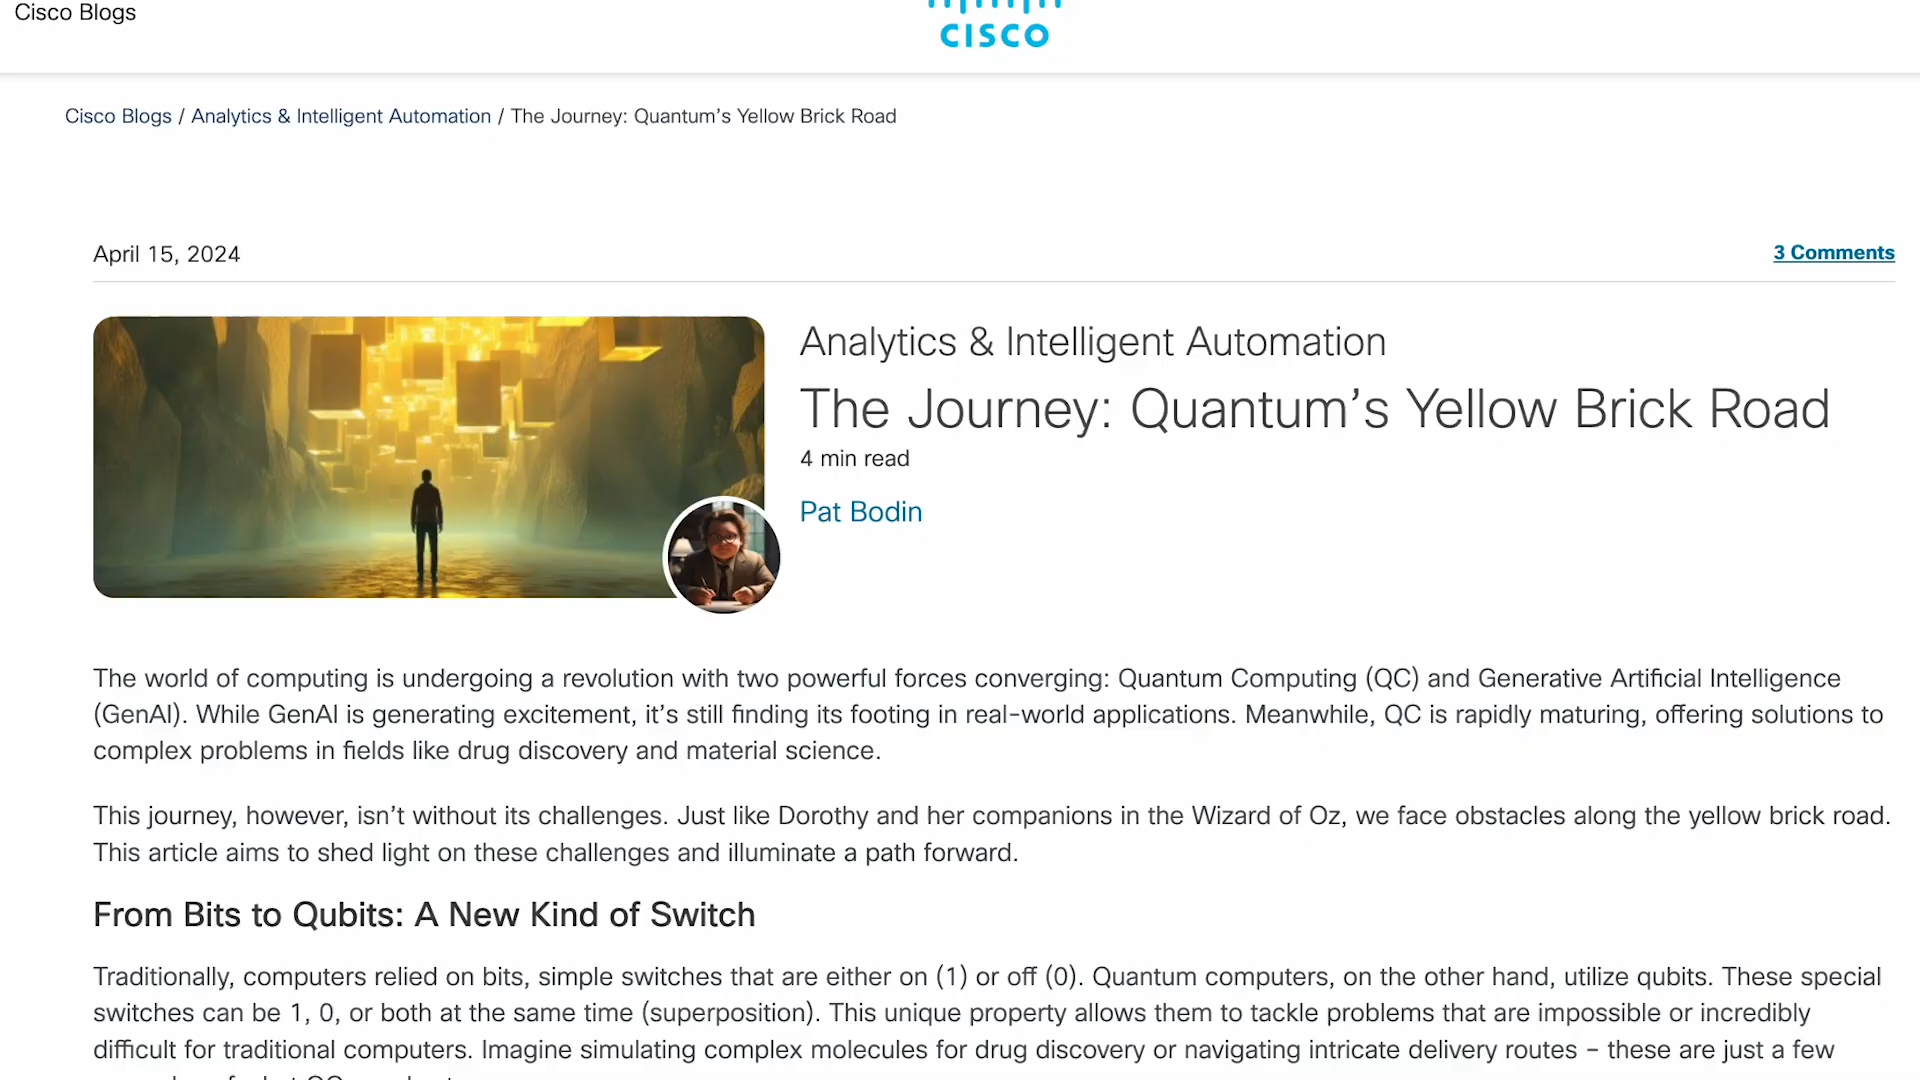 Cisco Blogs
CISCO
Cisco Blogs / Analytics & Intelligent Automation / The Journey: Quantum’s Yellow Brick Road
April 15, 2024
3 Comments
Analytics & Intelligent Automation
The Journey: Quantum’s Yellow Brick Road
4 min read
Pat Bodin
The world of computing is undergoing a revolution with two powerful forces converging: Quantum Computing (QC) and Generative Artificial Intelligence
(GenAI). While GenAI is generating excitement, it’s still finding its footing in real-world applications. Meanwhile, QC is rapidly maturing, offering solutions to
complex problems in fields like drug discovery and material science.
This journey, however, isn’t without its challenges. Just like Dorothy and her companions in the Wizard of Oz, we face obstacles along the yellow brick road.
This article aims to shed light on these challenges and illuminate a path forward.
From Bits to Qubits: A New Kind of Switch
Traditionally, computers relied on bits, simple switches that are either on (1) or off (0). Quantum computers, on the other hand, utilize qubits. These special
switches can be 1, 0, or both at the same time (superposition). This unique property allows them to tackle problems that are impossible or incredibly
difficult for traditional computers. Imagine simulating complex molecules for drug discovery or navigating intricate delivery routes – these are just a few